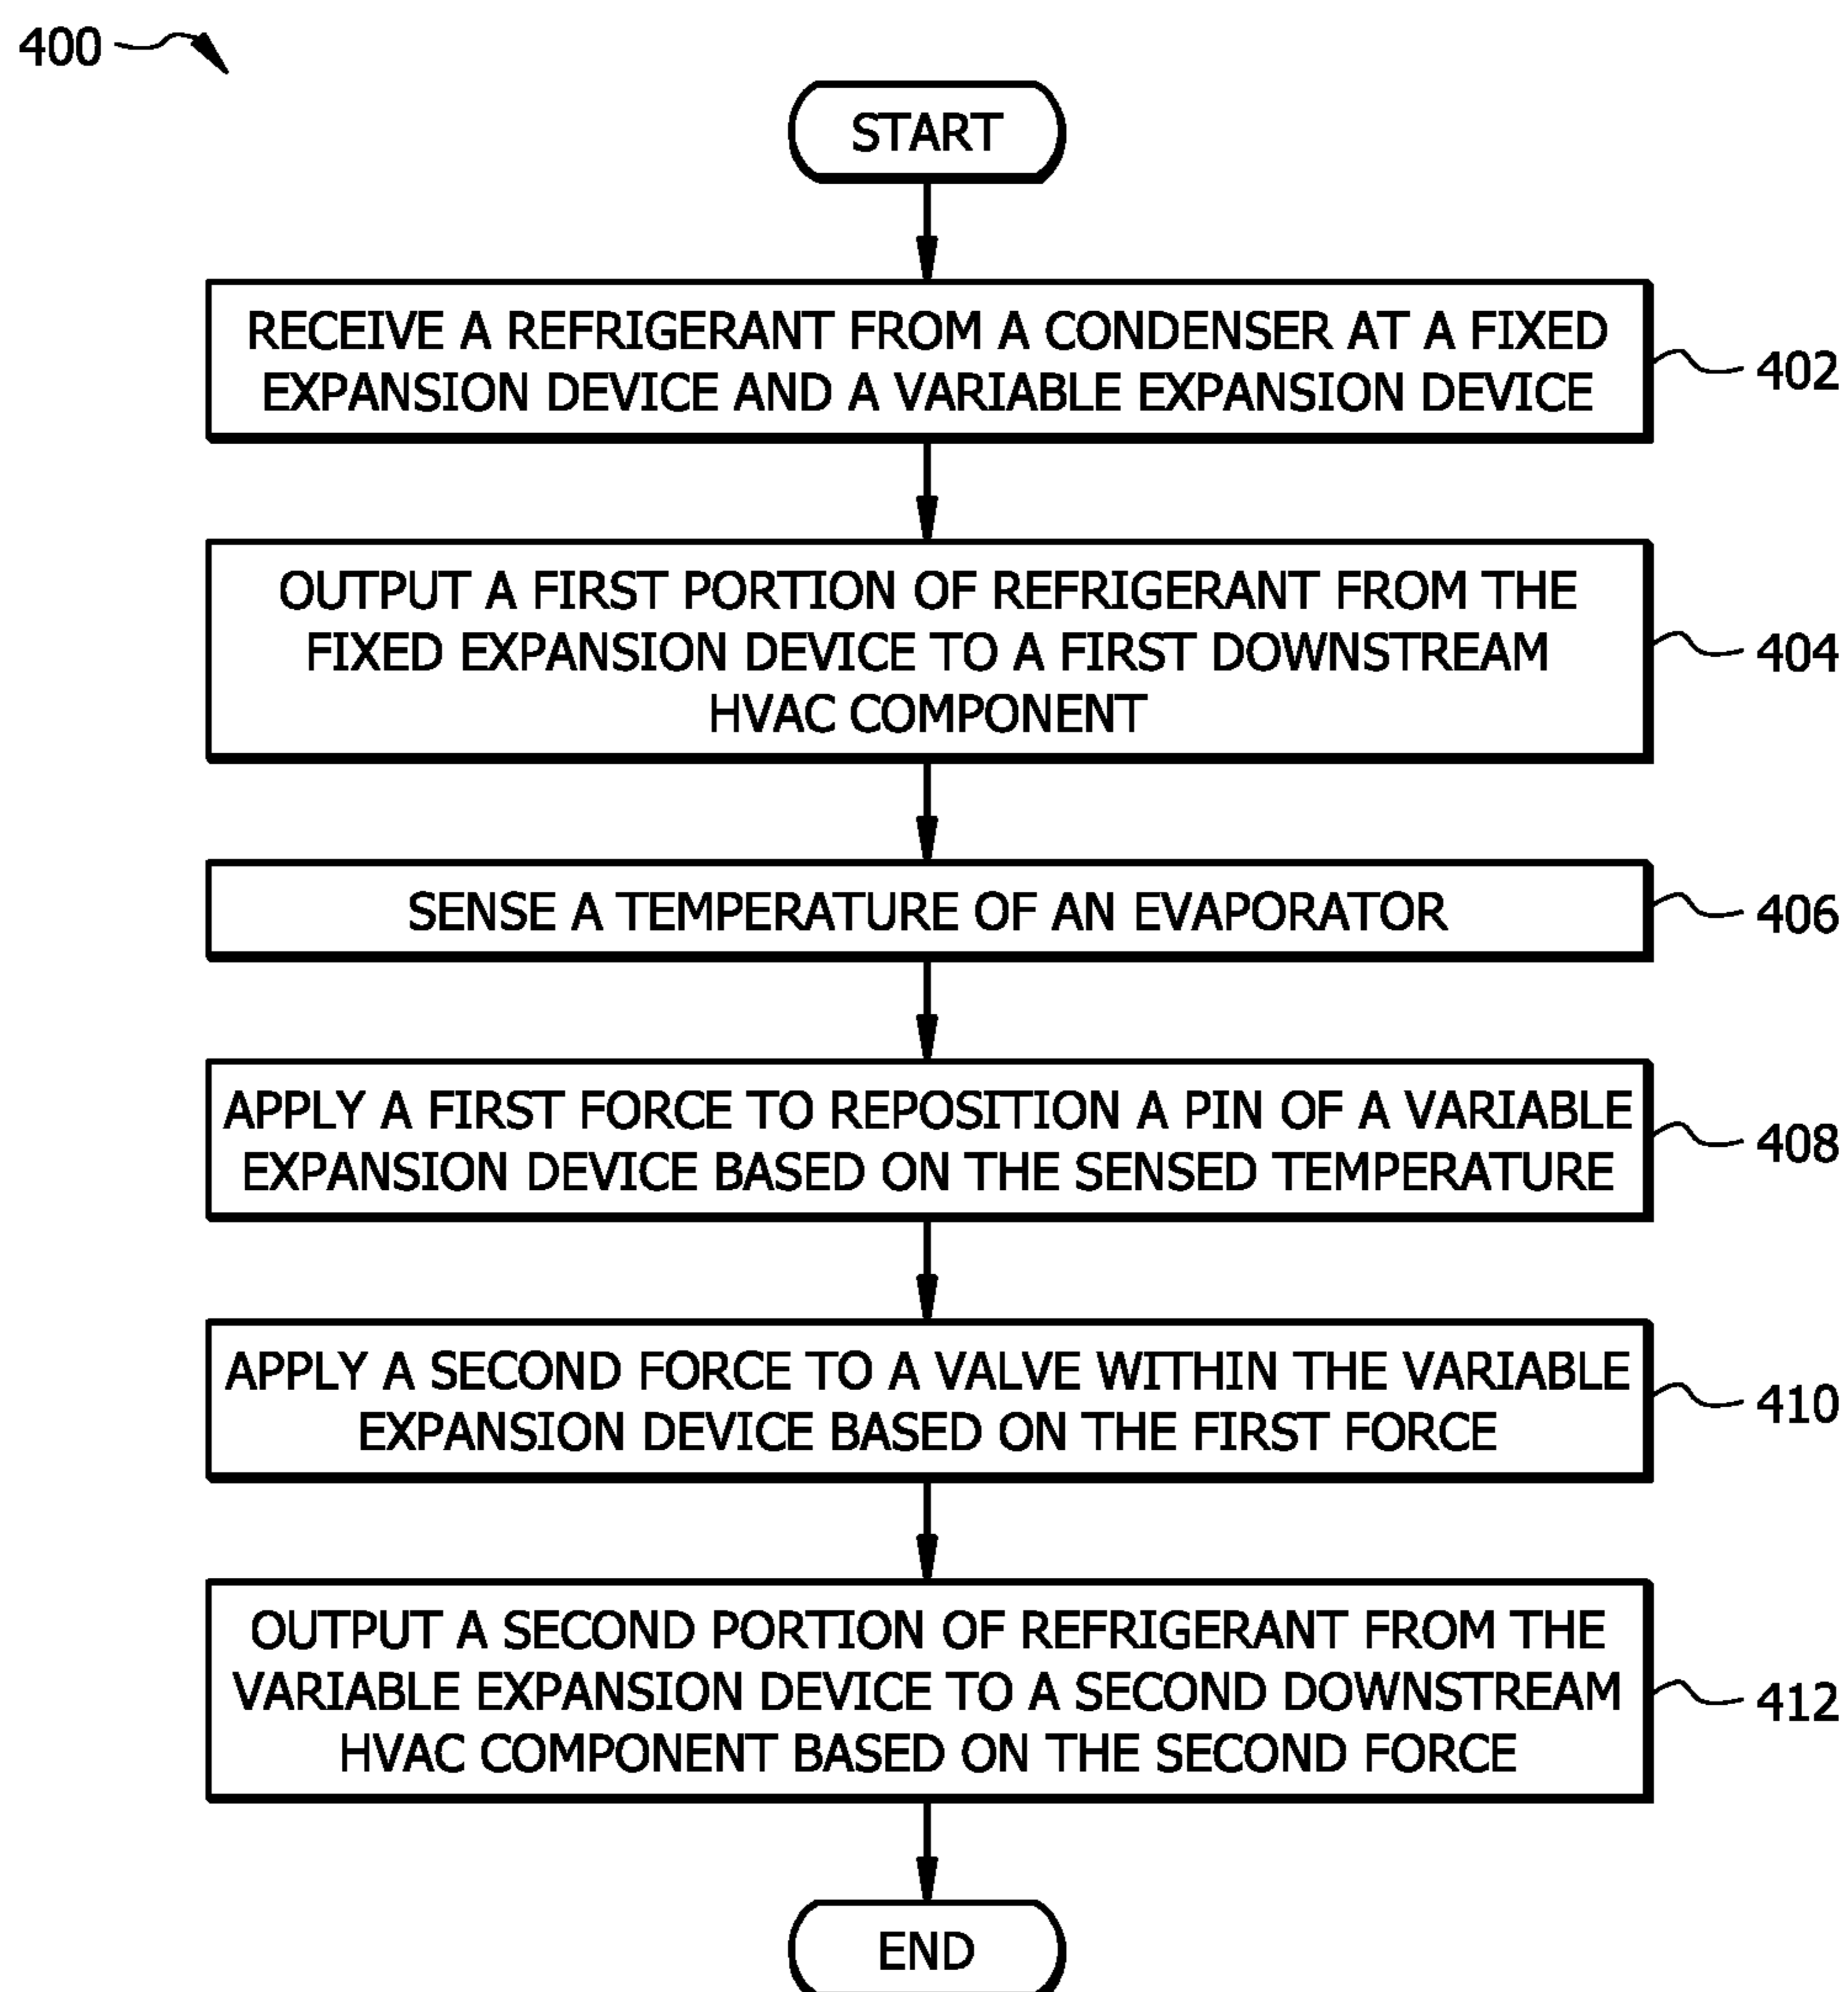 400
START
RECEIVE A REFRIGERANT FROM A CONDENSER AT A FIXED
EXPANSION DEVICE AND A VARIABLE EXPANSION DEVICE
402
OUTPUT A FIRST PORTION OF REFRIGERANT FROM THE
FIXED EXPANSION DEVICE TO A FIRST DOWNSTREAM
HVAC COMPONENT
404
SENSE A TEMPERATURE OF AN EVAPORATOR
406
APPLY A FIRST FORCE TO REPOSITION A PIN OF A VARIABLE
EXPANSION DEVICE BASED ON THE SENSED TEMPERATURE
408
APPLY A SECOND FORCE TO A VALVE WITHIN THE VARIABLE
EXPANSION DEVICE BASED ON THE FIRST FORCE
410
OUTPUT A SECOND PORTION OF REFRIGERANT FROM THE
VARIABLE EXPANSION DEVICE TO A SECOND DOWNSTREAM
HVAC COMPONENT BASED ON THE SECOND FORCE
412
END